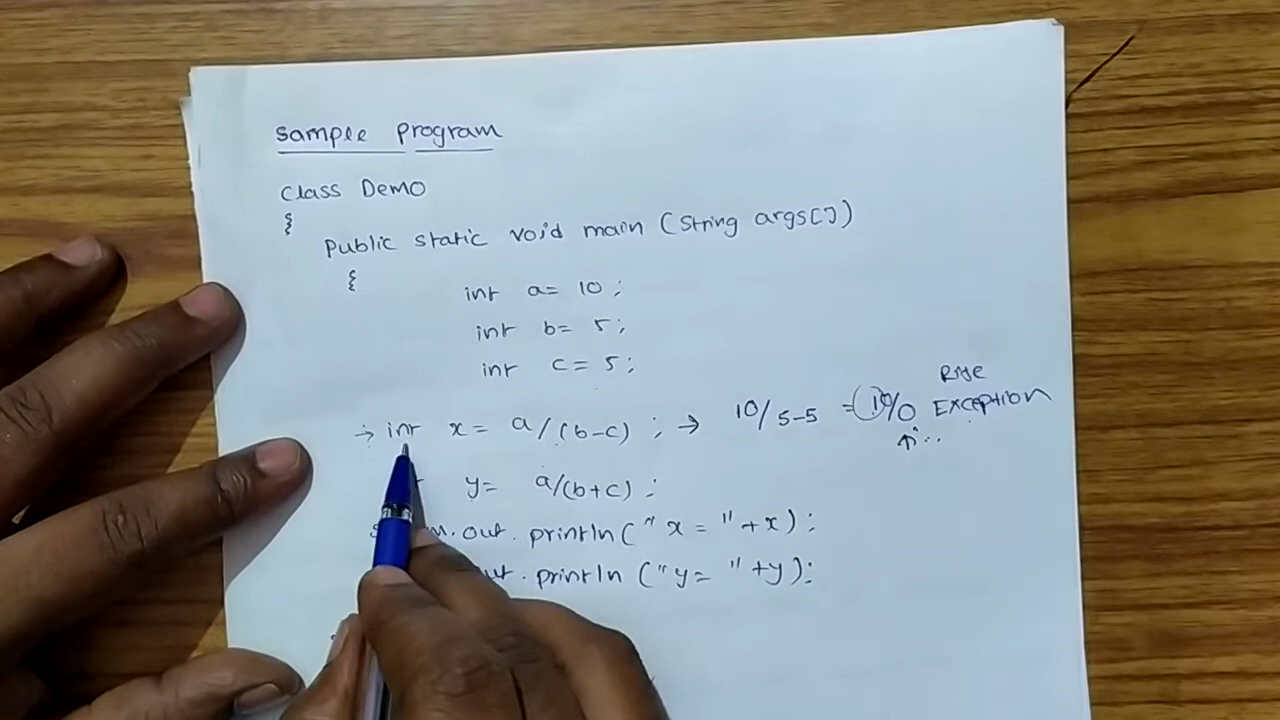 Sample program
Class Demo
{
Public static void main (String args[])
{
int a= 10 ;
int b= 5;
int c= 5;
→ int x= a/(b-c) ; → 10/5-5 = 10/0 Rise EXCEPTION
y= a/(b+c) ;
.out. println(" x= "+x);
out. println ("y= "+y);